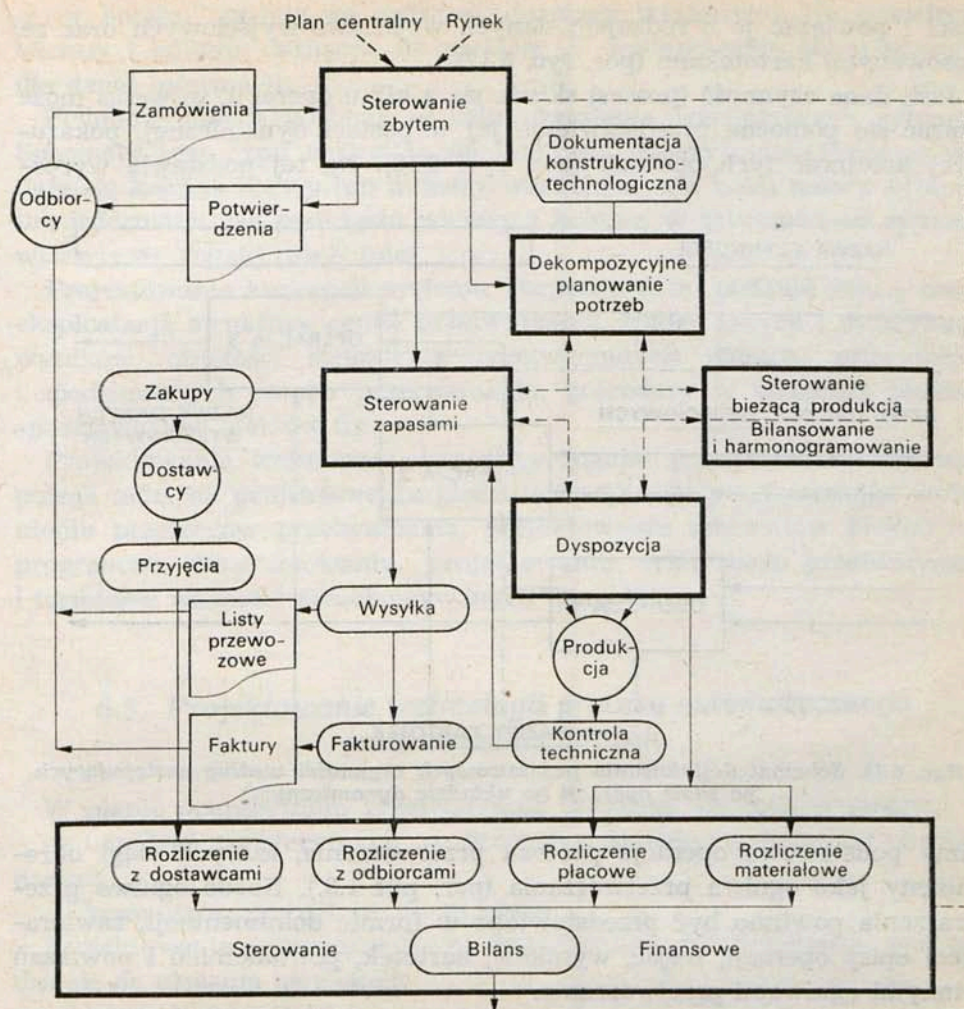 Plan centralny Rynek
Zamówienia
Sterowanie
zbytem
Dokumentacja
konstrukcyjno-
technologiczna
Odbior-
cy
Potwier-
dzenia
Dekompozycyjne
planowanie
potrzeb
Zakupy
Sterowanie
zapasami
Sterowanie
bieżącą produkcją
Bilansowanie
i harmonogramowanie
Dostaw-
cy
Przyjęcia
Dyspozycja
Listy
przewo-
zowe
Wysyłka
Produk-
cja
Faktury
Fakturowanie
Kontrola
techniczna
Rozliczenie
z dostawcami
Rozliczenie
z odbiorcami
Rozliczenie
płacowe
Rozliczenie
materiałowe
Sterowanie
Bilans
Finansowe